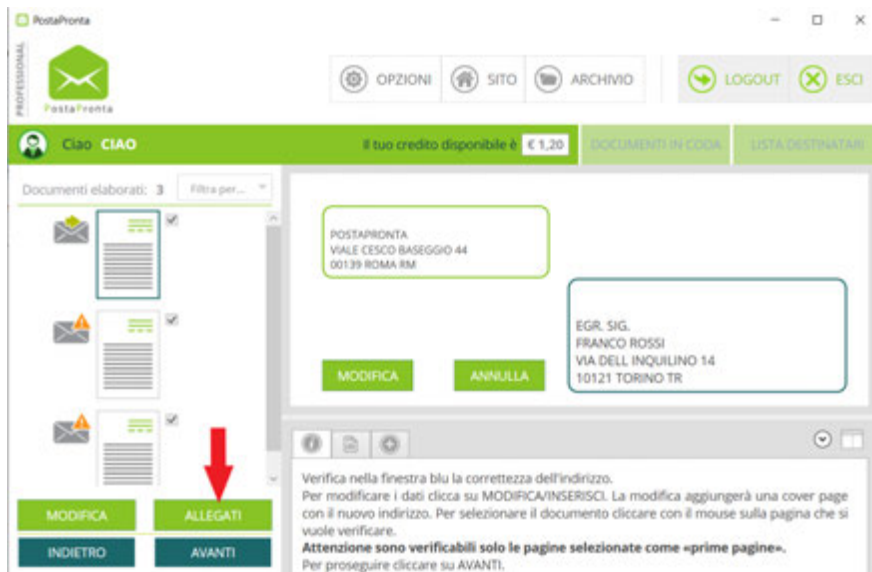 PostaPronta
PROFESSIONAL
PostaPronta
OPZIONI
SITO
ARCHIVIO
LOGOUT
ESCI
Ciao CIAO
Il tuo credito disponibile è € 1,20
DOCUMENTI IN CODA
LISTA DESTINATARI
Documenti elaborati: 3
Filtra per...
POSTAPRONTA
VIALE CESCO BASEGGIO 44
00139 ROMA RM
EGR. SIG.
FRANCO ROSSI
VIA DELL INQUILINO 14
10121 TORINO TR
MODIFICA
ANNULLA
Verifica nella finestra blu la correttezza dell'indirizzo.
Per modificare i dati clicca su MODIFICA/INSERISCI. La modifica aggiungerà una cover page
con il nuovo indirizzo. Per selezionare il documento cliccare con il mouse sulla pagina che si
vuole verificare.
Attenzione sono verificabili solo le pagine selezionate come «prime pagine».
Per proseguire cliccare su AVANTI.
MODIFICA
ALLEGATI
INDIETRO
AVANTI